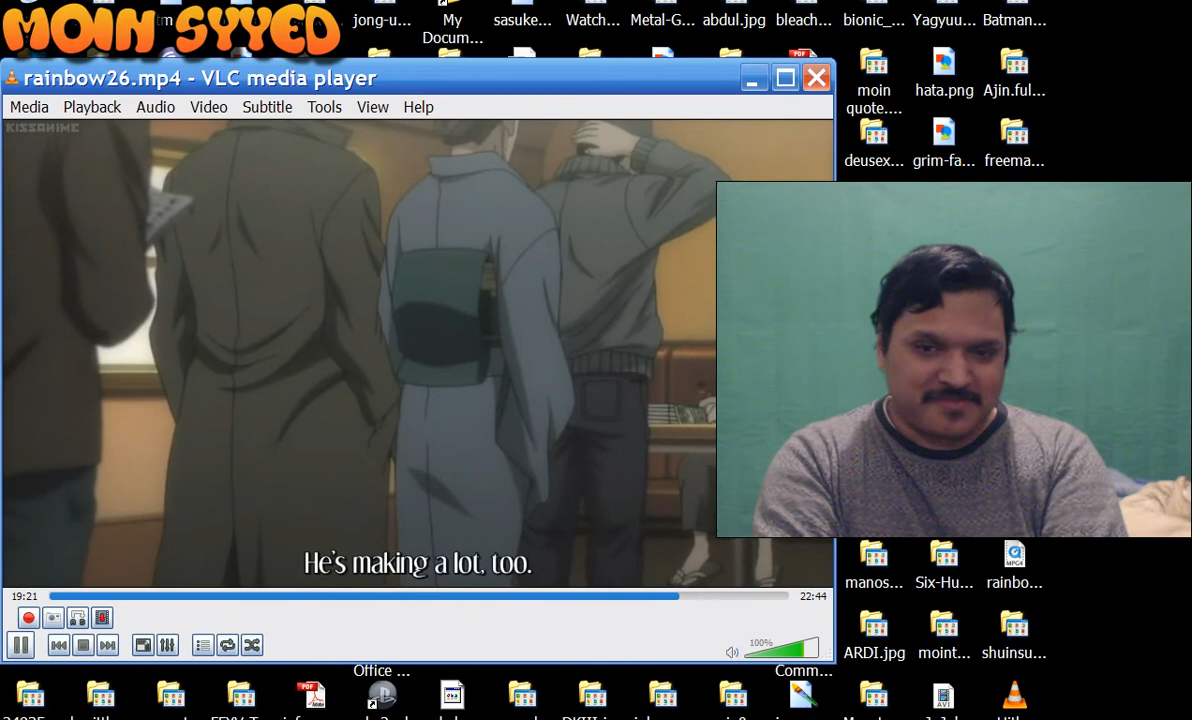 MOIN SYYED
tm
jong-u...
My
Docum...
sasuke...
Watch...
Metal-G...
abdul.jpg
bleach...
bionic_...
Yagyuu...
Batman...
rainbow26.mp4 - VLC media player
Media Playback Audio Video Subtitle Tools View Help
KISSANIME
moin
quote....
hata.png
Ajin.ful...
deusex...
grim-fa...
freema...
He's making a lot, too.
19:21
22:44
100%
manos...
Six-Hu...
rainbo...
ARDI.jpg
moint...
shuinsu...
Office ...
Comm...